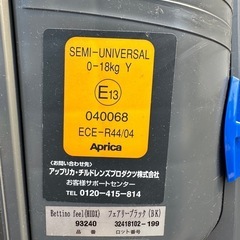 SEMI-UNIVERSAL
0-18kg Y
E13
040068
ECE-R44/04
Aprica
<お問い合わせ先>
アップリカ・チルドレンズプロダクツ株式会社
お客様サポートセンター
TEL 0120-415-814
Bettino feel(HIDX) フェアリーブラック(BK)
93240 32418102-199
品番 ロット番号